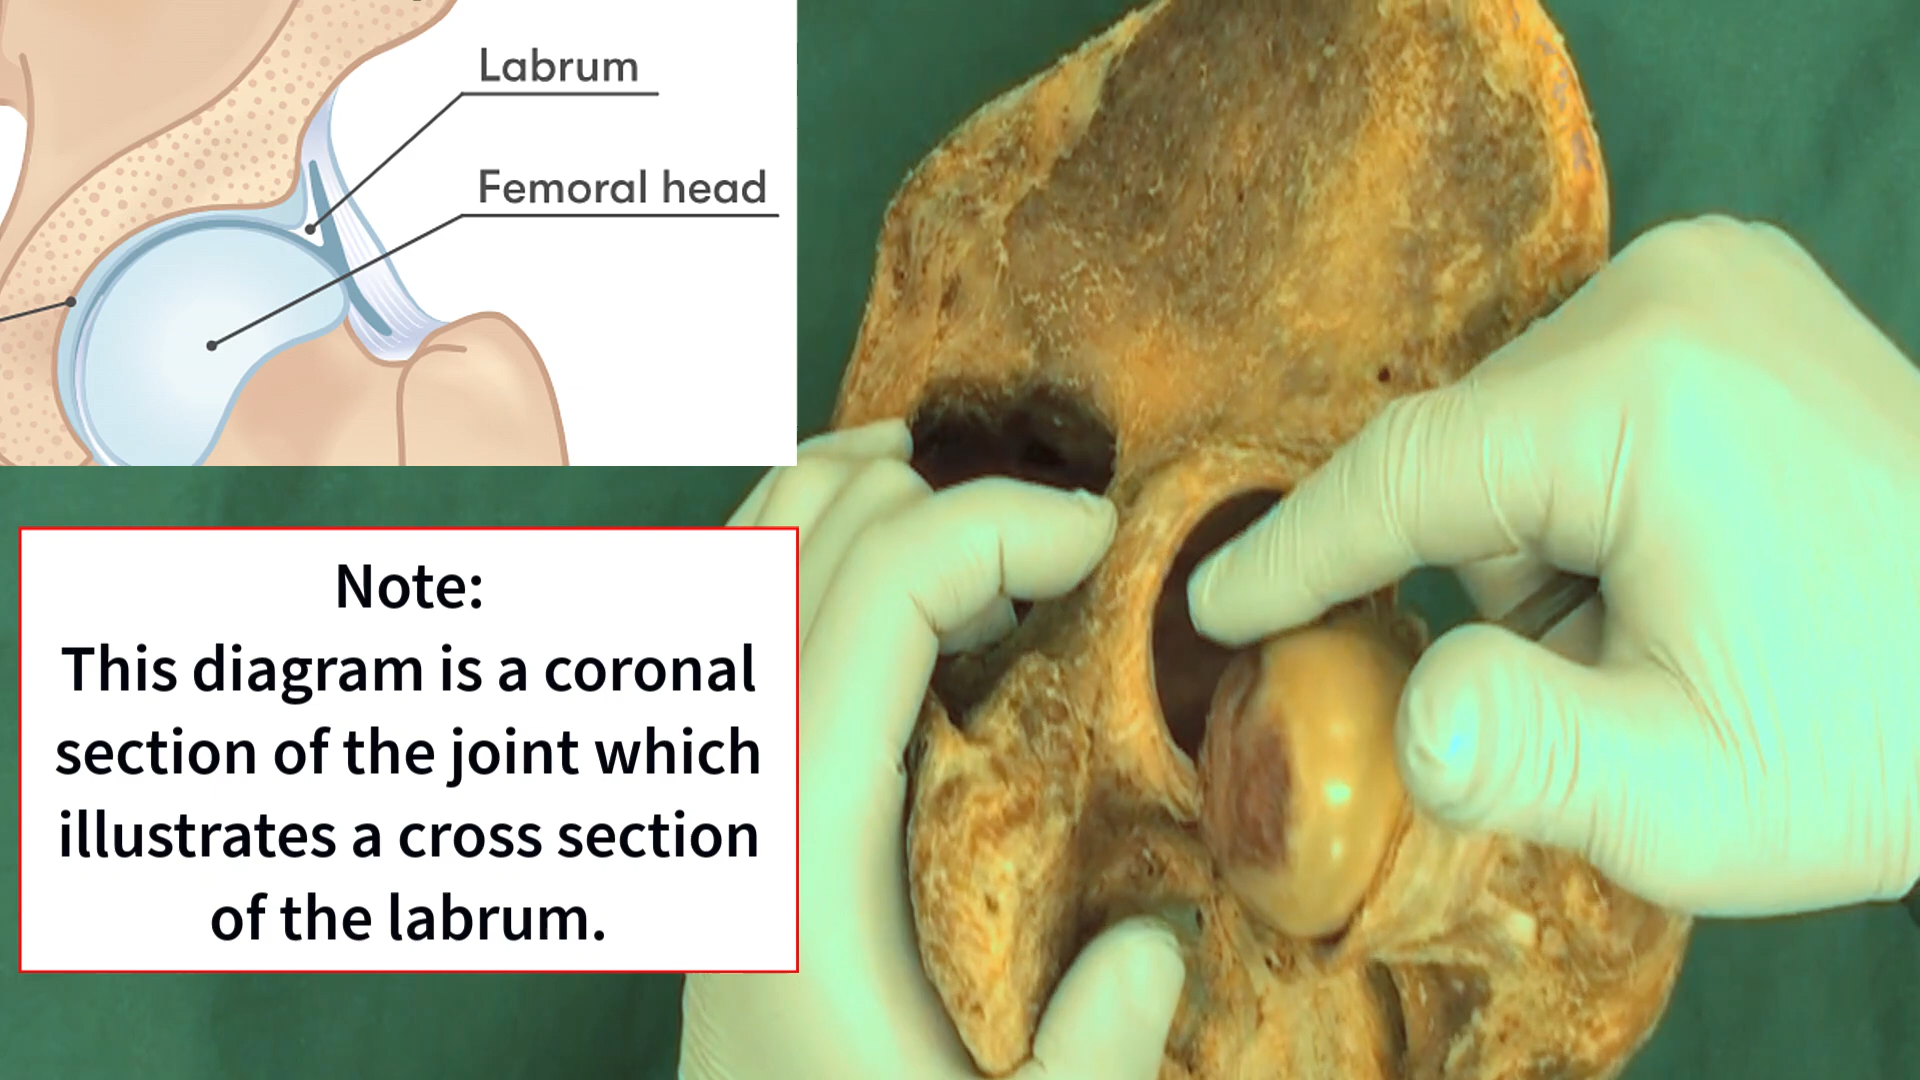 Labrum
Femoral head
Note:
This diagram is a coronal
section of the joint which
illustrates a cross section
of the labrum.